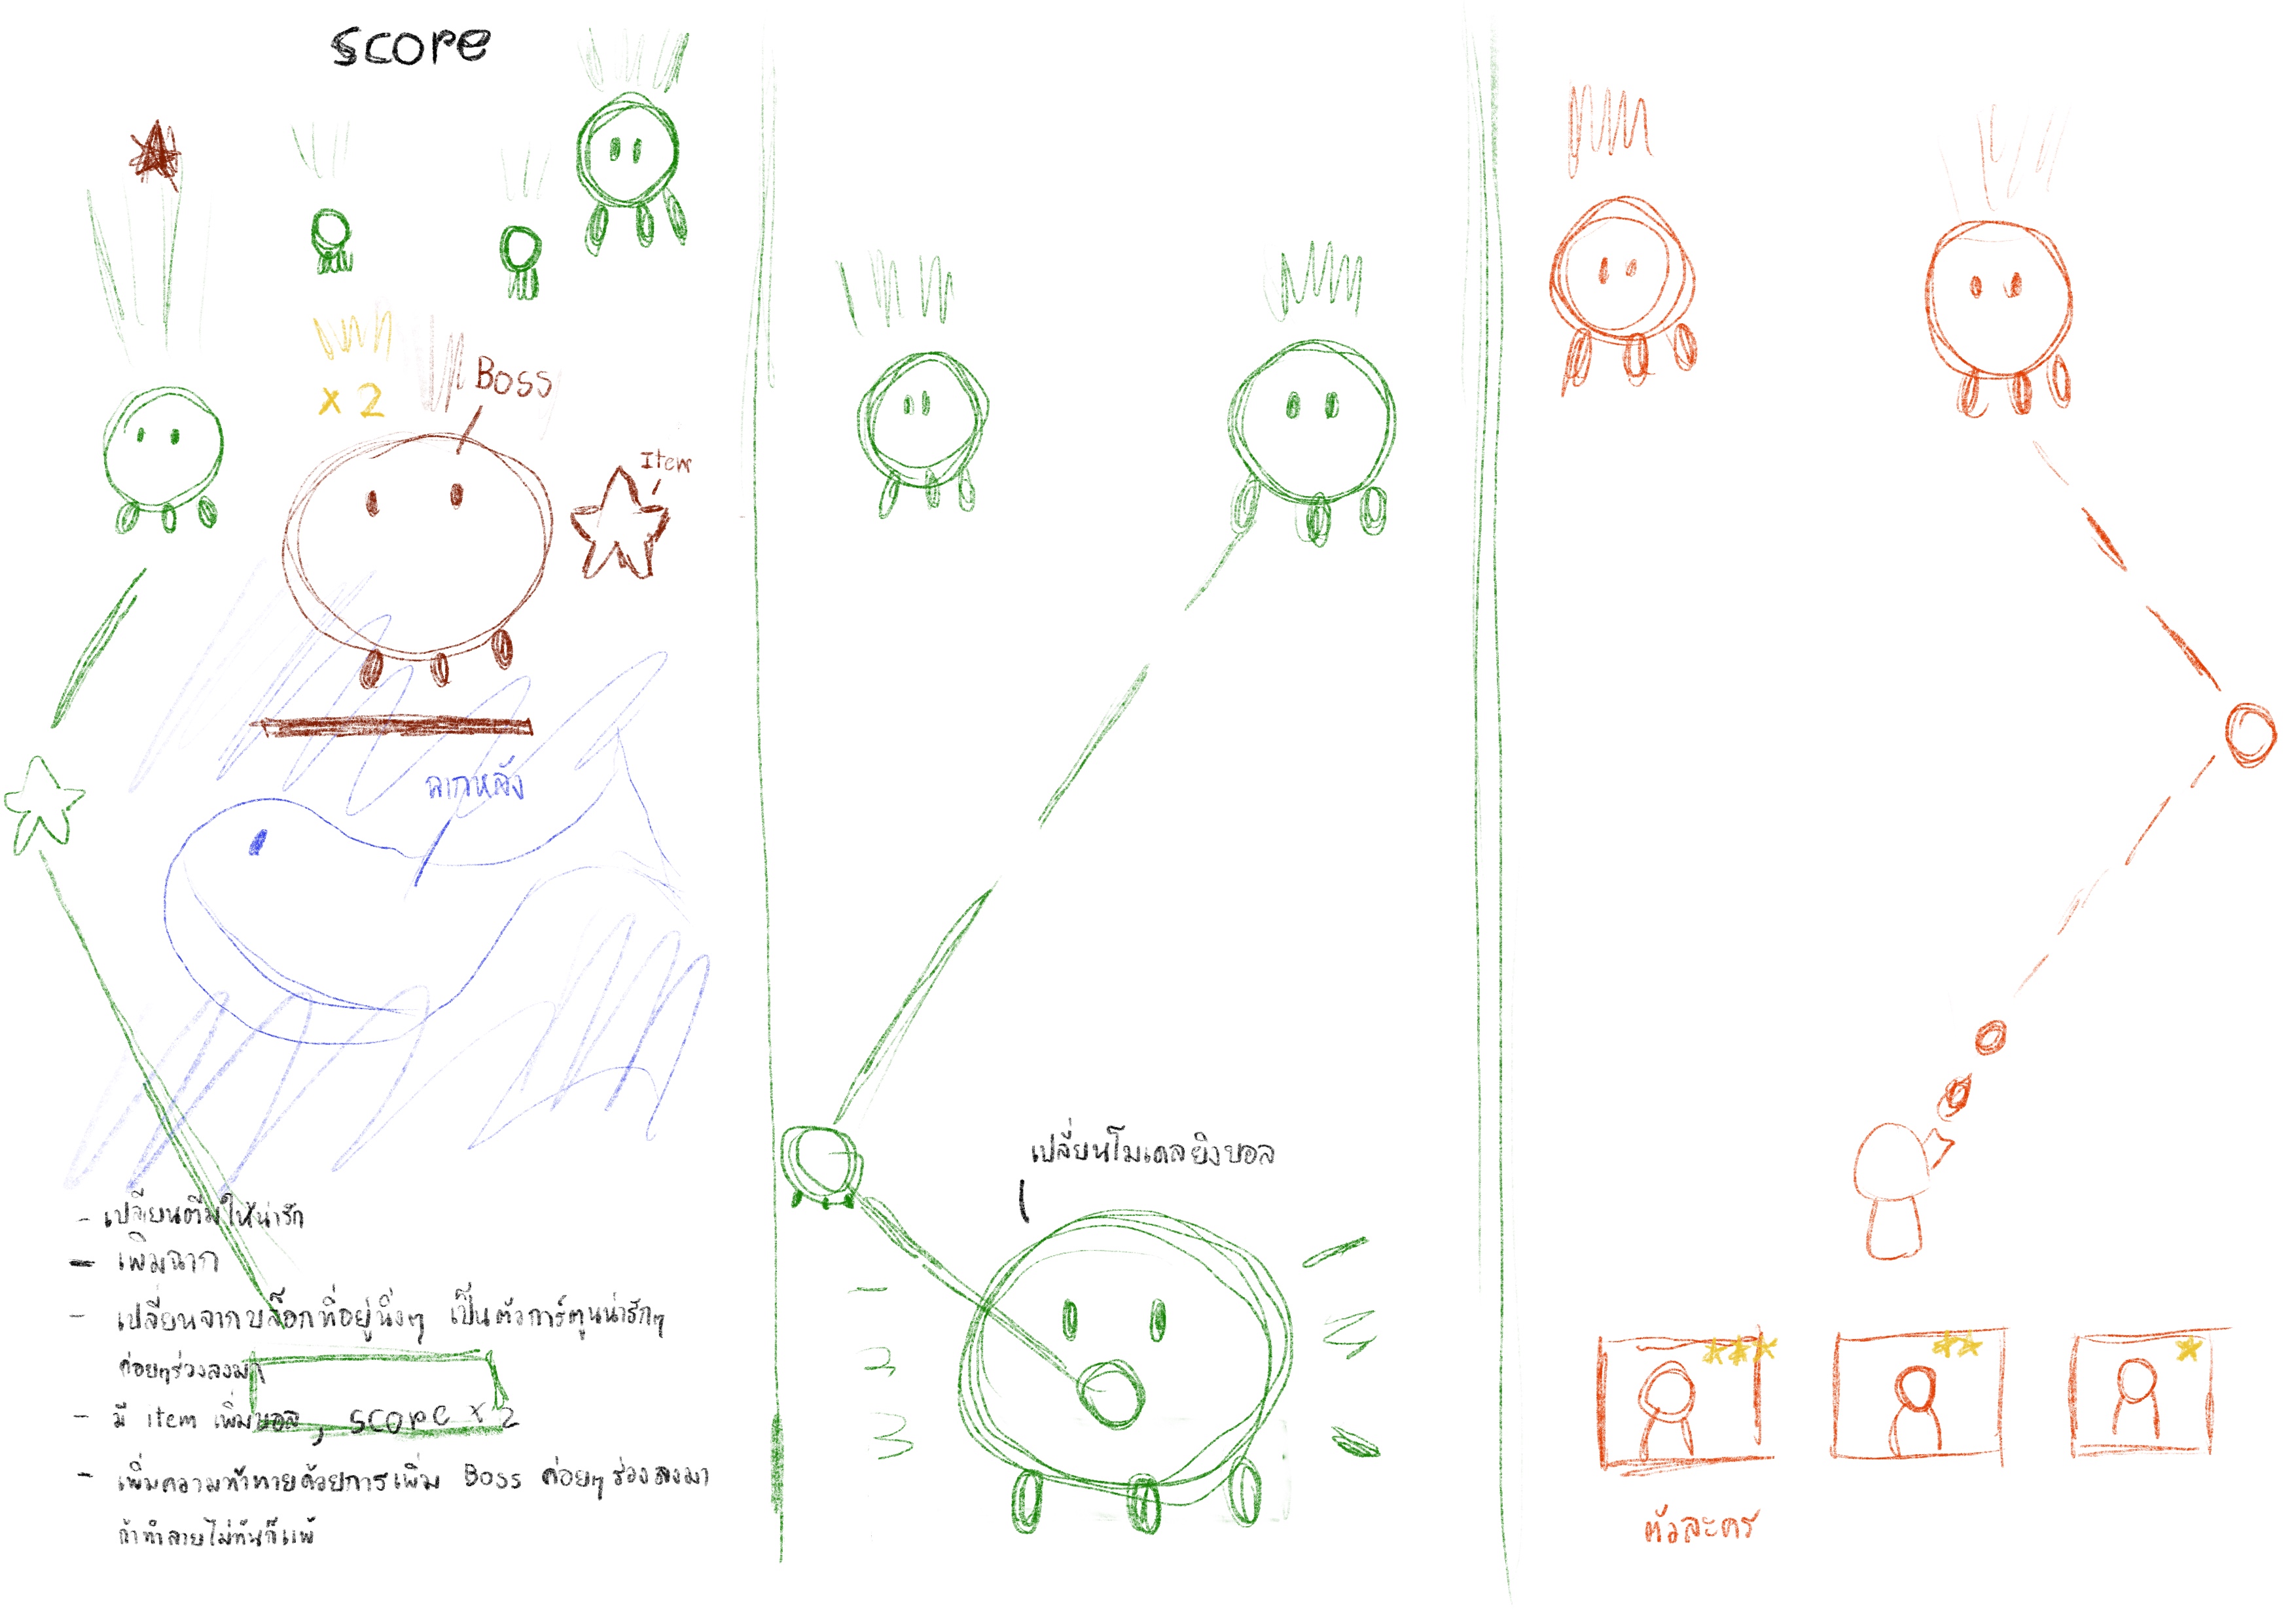 scope
Boss
x 2
Item
ฉากหลัง
- เปลี่ยนตีมให้น่ารัก
- เพิ่มฉาก
- เปลี่ยนจากบล็อกที่อยู่นิ่งๆ เป็นตัวการ์ตูนน่ารักๆ
ค่อยๆร่วงลงมา
- มี item เพิ่มบอล , scope x 2
- เพิ่มความท้าทายด้วยการเพิ่ม Boss ค่อยๆร่วงลงมา
ถ้าทำลายไม่ทันก็แพ้
เปลี่ยนโมเดลยิงบอล
ตัวละคร